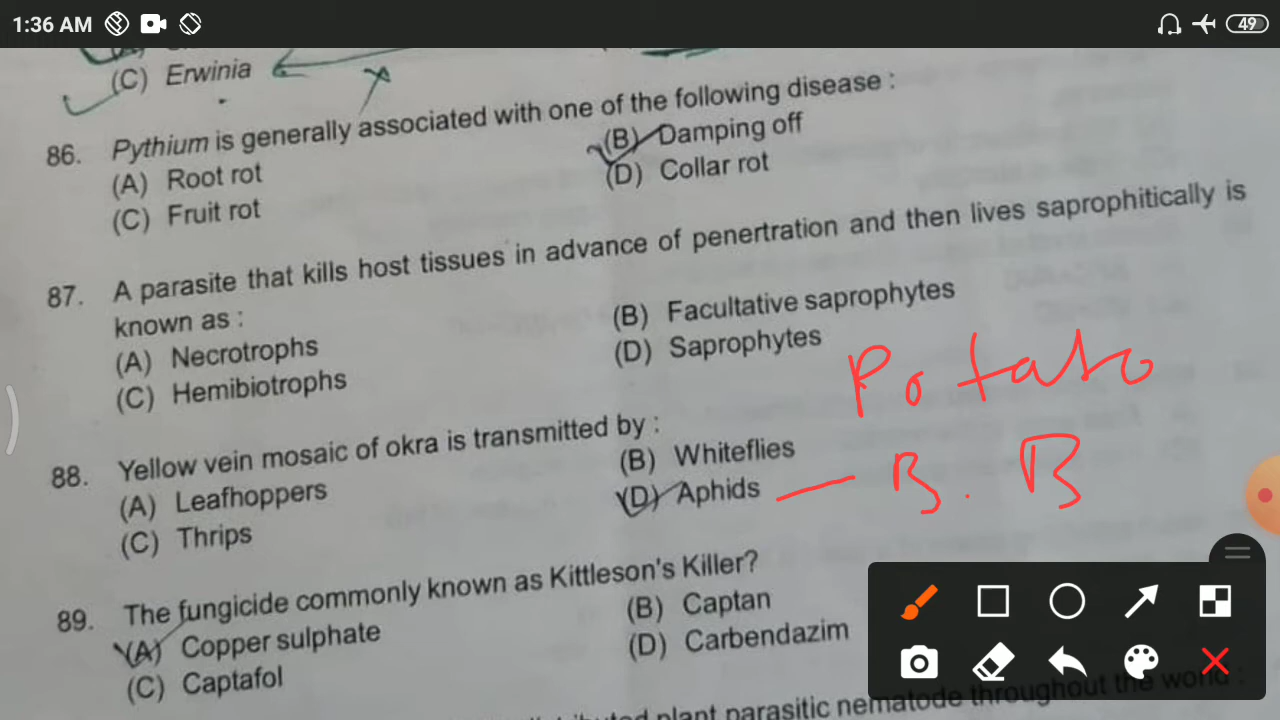 1:36 AM
49
(C) Erwinia
86. Pythium is generally associated with one of the following disease :
(A) Root rot
(B) Damping off
(C) Fruit rot
(D) Collar rot
87. A parasite that kills host tissues in advance of penertration and then lives saprophitically is
known as :
(A) Necrotrophs
(B) Facultative saprophytes
(C) Hemibiotrophs
(D) Saprophytes
Potato
88. Yellow vein mosaic of okra is transmitted by :
(A) Leafhoppers
(B) Whiteflies
(C) Thrips
(D) Aphids — B. B
89. The fungicide commonly known as Kittleson's Killer?
(A) Copper sulphate
(B) Captan
(C) Captafol
(D) Carbendazim
plant parasitic nematode throughout the world :